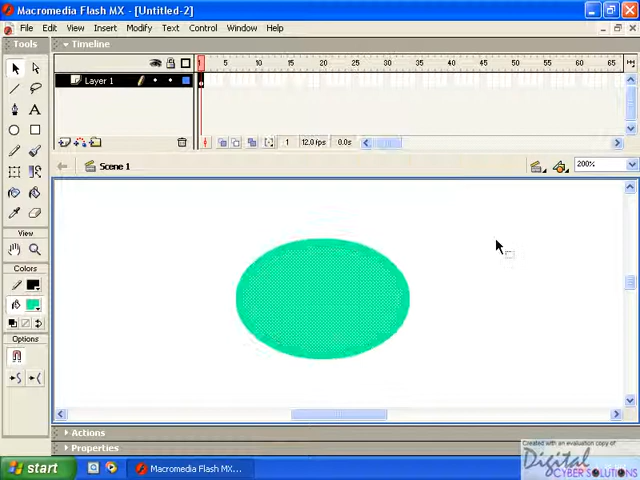 Macromedia Flash MX - [Untitled-2]
File Edit View Insert Modify Text Control Window Help
Tools
Timeline
1 5 10 15 20 25 30 35 40 45 50 55 60 65
Layer 1
1 12.0 fps 0.0s
Scene 1
200%
View
Colors
Options
Actions
Properties
start
Macromedia Flash MX...
Created with an evaluation copy of
Digital
CYBER SOLUTIONS